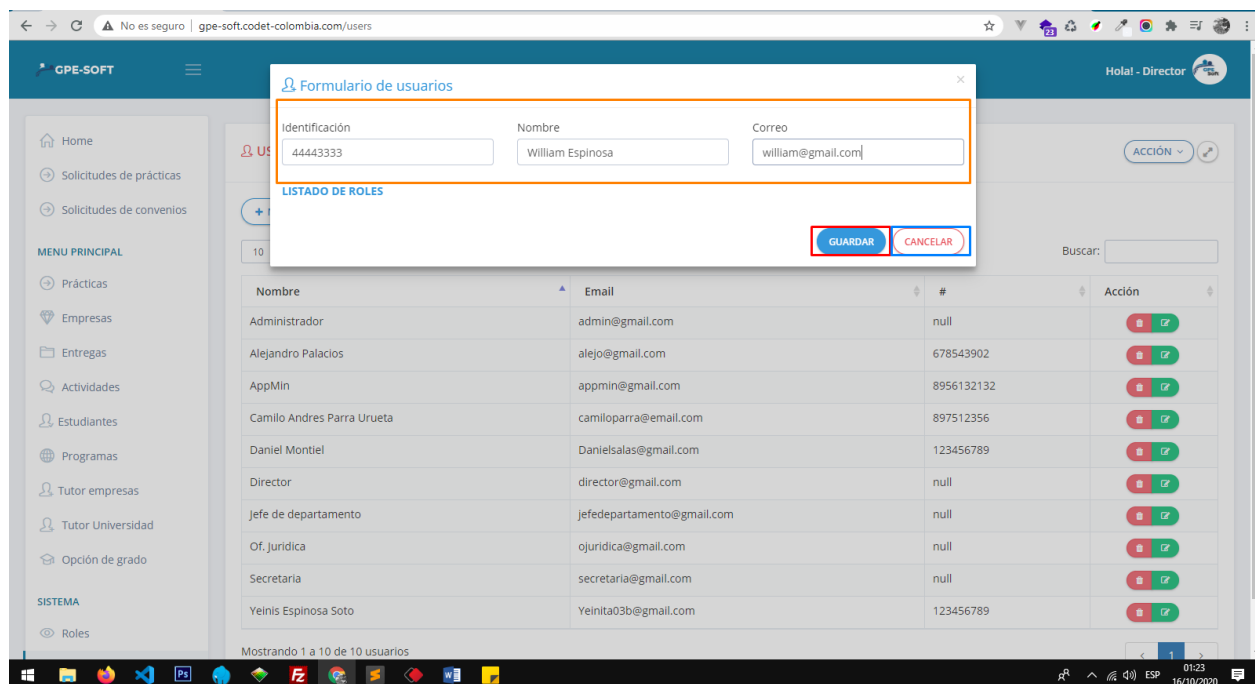 No es seguro | gpe-soft.codet-colombia.com/users
23
GPE-SOFT
Hola! - Director
Formulario de usuarios
×
Identificación Nombre Correo
44443333 William Espinosa william@gmail.com
LISTADO DE ROLES
GUARDAR CANCELAR
Home
Solicitudes de prácticas
Solicitudes de convenios
MENU PRINCIPAL
Prácticas
Empresas
Entregas
Actividades
Estudiantes
Programas
Tutor empresas
Tutor Universidad
Opción de grado
SISTEMA
Roles
ACCIÓN
10
Buscar:
Nombre Email # Acción
Administrador admin@gmail.com null
Alejandro Palacios alejo@gmail.com 678543902
AppMin appmin@gmail.com 8956132132
Camilo Andres Parra Urueta camiloparra@email.com 897512356
Daniel Montiel Danielsalas@gmail.com 123456789
Director director@gmail.com null
Jefe de departamento jefedepartamento@gmail.com null
Of. Juridica ojuridica@gmail.com null
Secretaria secretaria@gmail.com null
Yeinis Espinosa Soto Yeinita03b@gmail.com 123456789
Mostrando 1 a 10 de 10 usuarios
< 1 >
Ps
ESP
01:23
16/10/2020